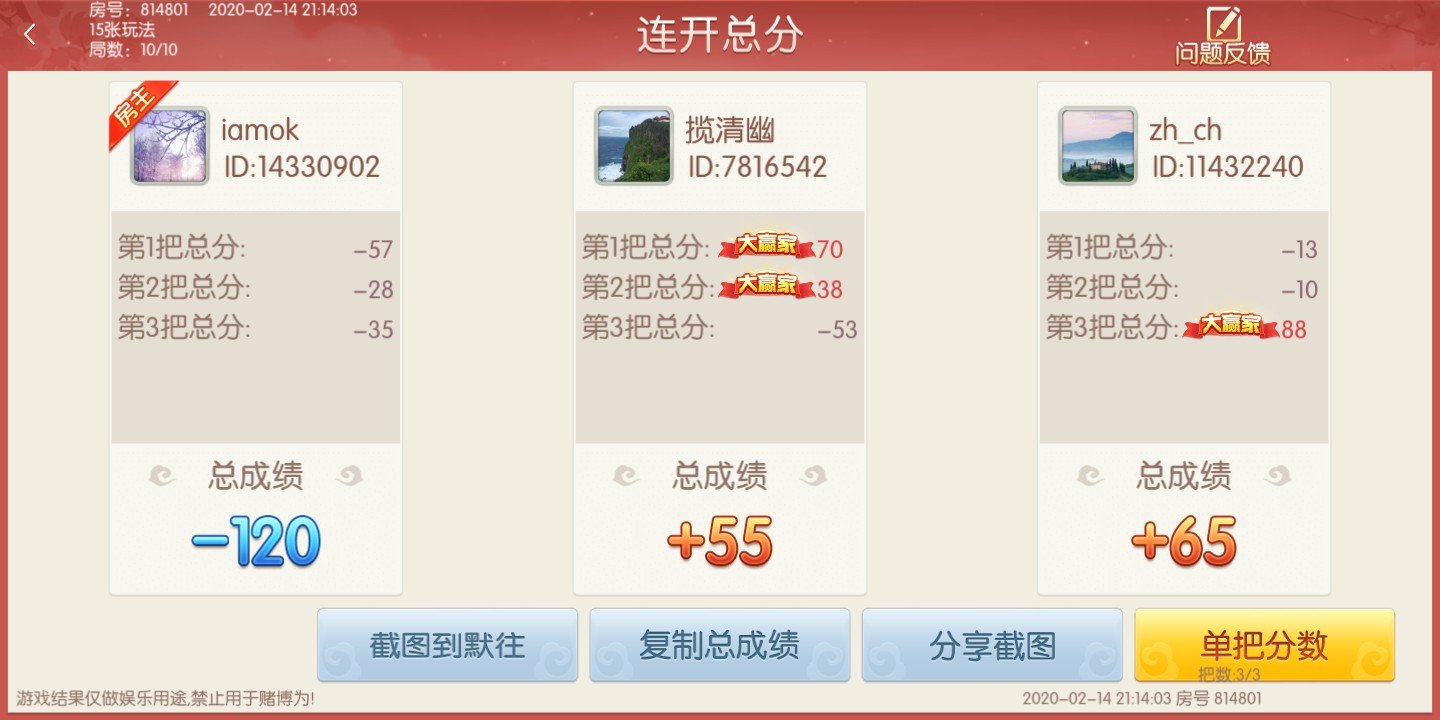 房号：814801 2020-02-14 21:14:03
15张玩法
局数：10/10
连开总分
问题反馈
房主
iamok
ID:14330902
第1把总分: -57
第2把总分: -28
第3把总分: -35
总成绩
-120
揽清幽
ID:7816542
第1把总分: 大赢家 70
第2把总分: 大赢家 38
第3把总分: -53
总成绩
+55
zh_ch
ID:11432240
第1把总分: -13
第2把总分: -10
第3把总分: 大赢家 88
总成绩
+65
截图到默往
复制总成绩
分享截图
单把分数
把数:3/3
游戏结果仅做娱乐用途,禁止用于赌博为!
2020-02-14 21:14:03 房号 814801